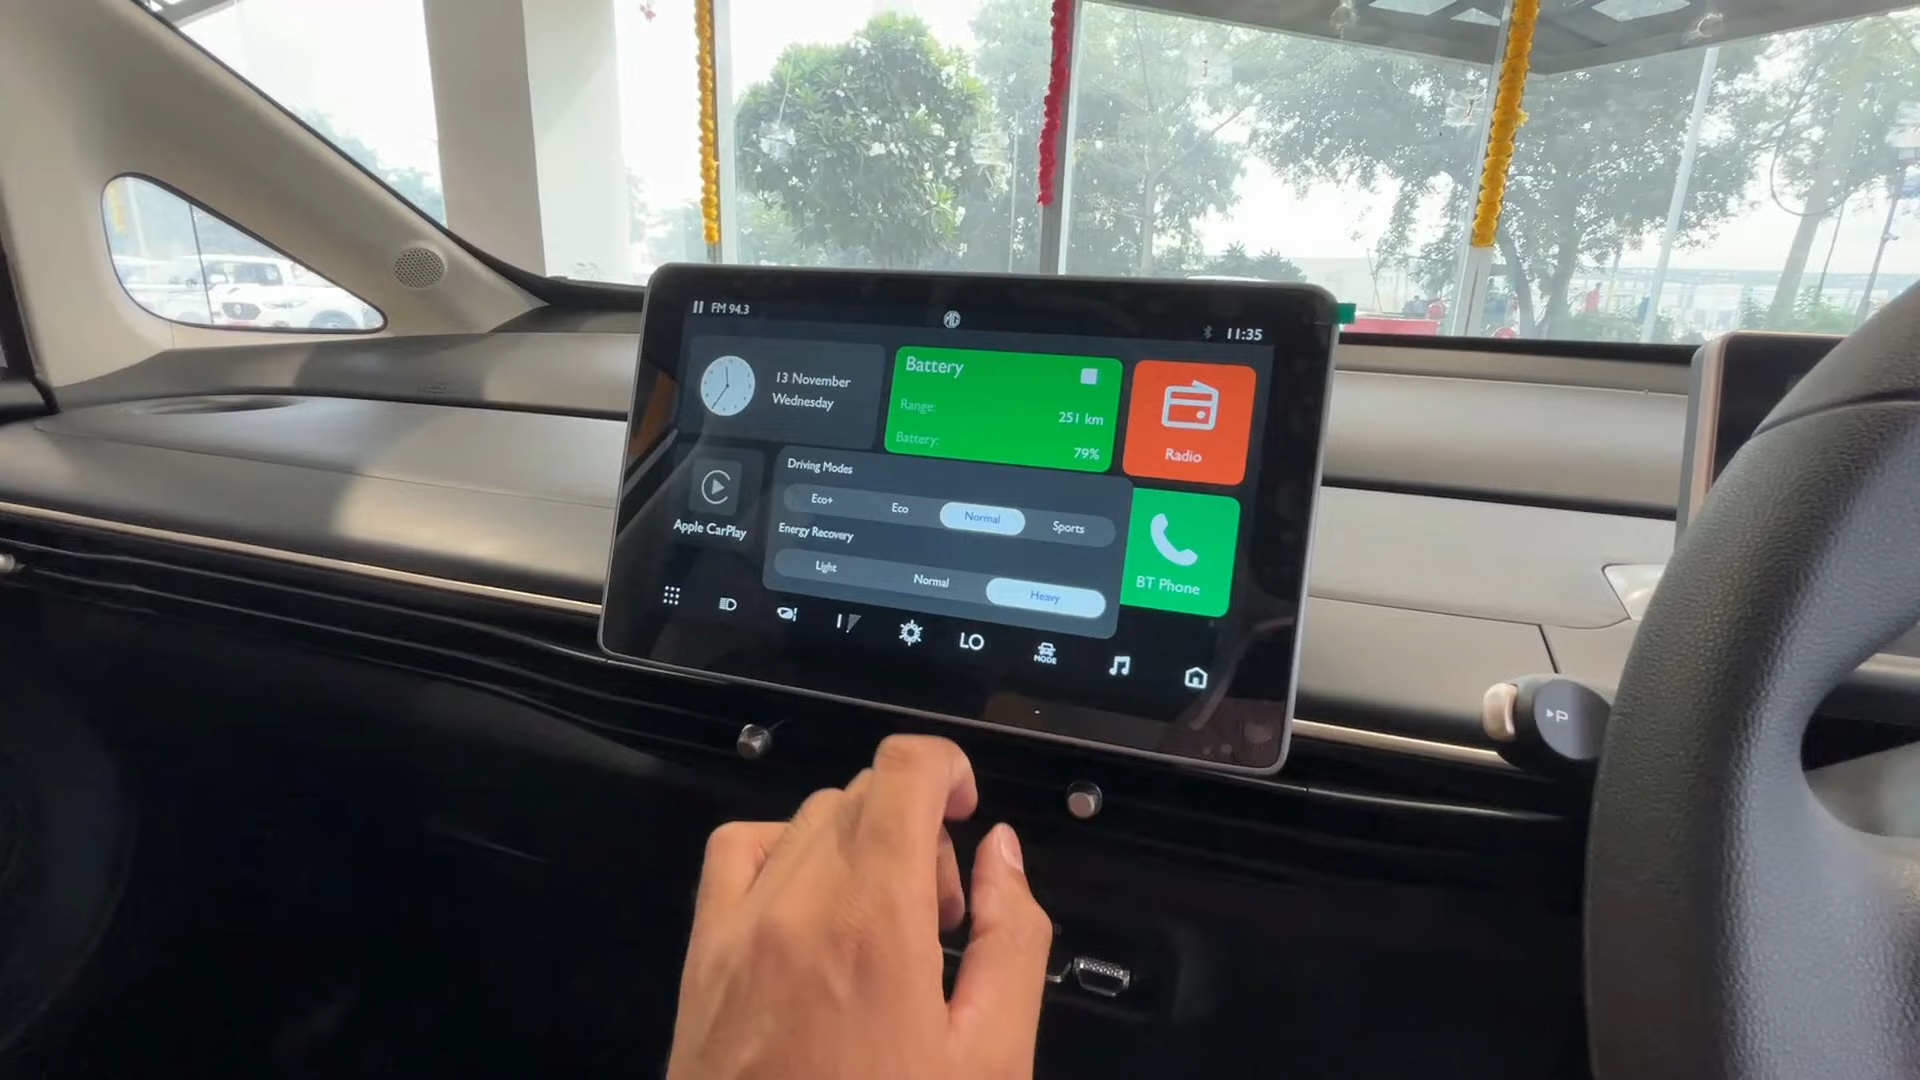 FM 94.3
MG
11:35
13 November
Wednesday
Battery
Range:
251 km
Battery:
79%
Radio
Apple CarPlay
Driving Modes
Eco+
Eco
Normal
Sports
Energy Recovery
Light
Normal
Heavy
BT Phone
LO
MODE
P